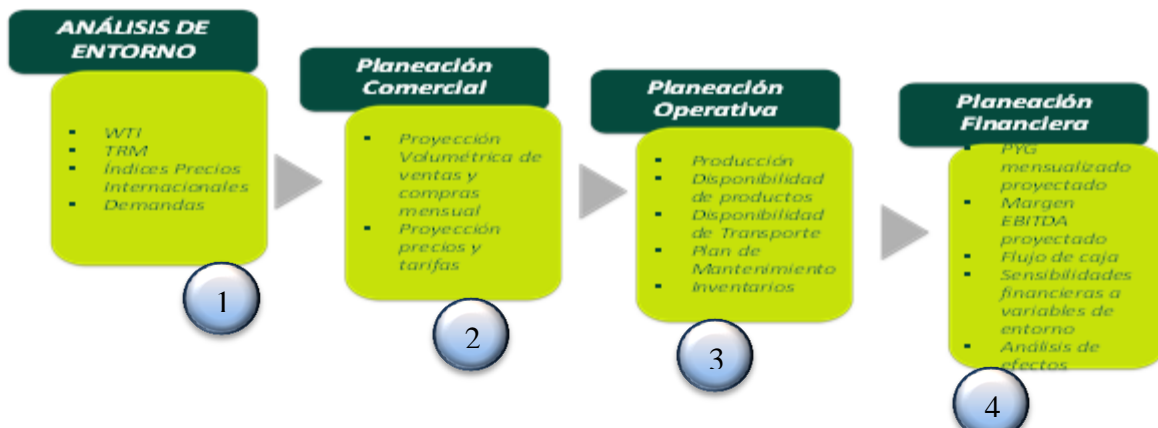 ANÁLISIS DE
ENTORNO
▪ WTI
▪ TRM
▪ Índices Precios
Internacionales
▪ Demandas
1
Planeación
Comercial
▪ Proyección
Volumétrica de
ventas y
compras
mensual
▪ Proyección
precios y
tarifas
2
Planeación
Operativa
▪ Producción
▪ Disponibilidad
de productos
▪ Disponibilidad
de Transporte
▪ Plan de
Mantenimiento
▪ Inventarios
3
Planeación
Financiera
▪ PYG
mensualizado
proyectado
▪ Margen
EBITDA
proyectado
▪ Flujo de caja
▪ Sensibilidades
financieras a
variables de
entorno
▪ Análisis de
efectos
4